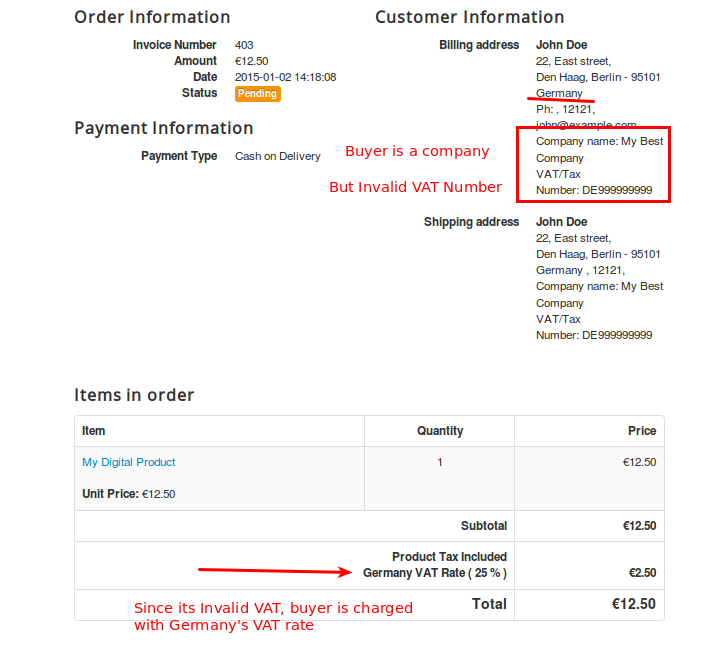 Order Information
Invoice Number 403
Amount €12.50
Date 2015-01-02 14:18:08
Status Pending
Payment Information
Payment Type Cash on Delivery
Customer Information
Billing address John Doe
22, East street,
Den Haag, Berlin - 95101
Germany
Ph: , 12121,
john@example.com
Company name: My Best
Company
VAT/Tax
Number: DE999999999
Buyer is a company
But Invalid VAT Number
Shipping address John Doe
22, East street,
Den Haag, Berlin - 95101
Germany , 12121,
Company name: My Best
Company
VAT/Tax
Number: DE999999999
Items in order
Item Quantity Price
My Digital Product 1 €12.50
Unit Price: €12.50
Subtotal €12.50
Product Tax Included
Germany VAT Rate ( 25 % ) €2.50
Total €12.50
Since its Invalid VAT, buyer is charged
with Germany's VAT rate